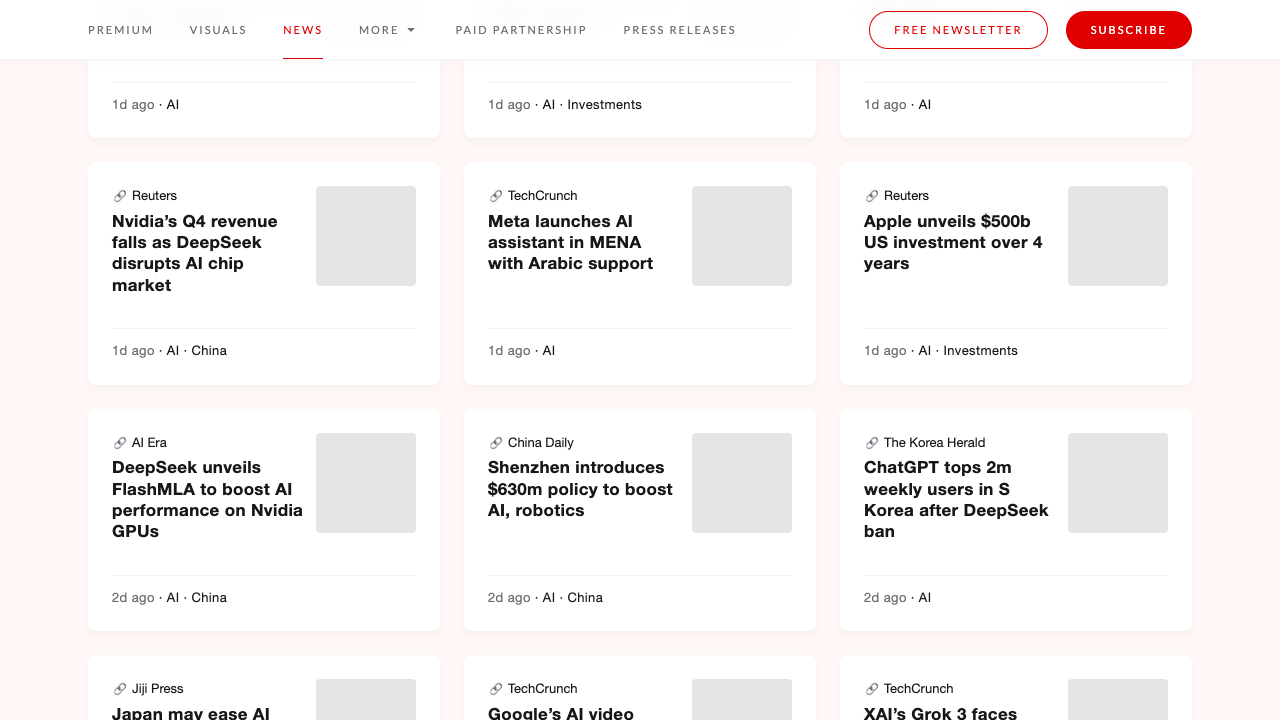 PREMIUM VISUALS NEWS MORE PAID PARTNERSHIP PRESS RELEASES FREE NEWSLETTER SUBSCRIBE
1d ago · AI
1d ago · AI · Investments
1d ago · AI
Reuters
Nvidia’s Q4 revenue
falls as DeepSeek
disrupts AI chip
market
1d ago · AI · China
TechCrunch
Meta launches AI
assistant in MENA
with Arabic support
1d ago · AI
Reuters
Apple unveils $500b
US investment over 4
years
1d ago · AI · Investments
AI Era
DeepSeek unveils
FlashMLA to boost AI
performance on Nvidia
GPUs
2d ago · AI · China
China Daily
Shenzhen introduces
$630m policy to boost
AI, robotics
2d ago · AI · China
The Korea Herald
ChatGPT tops 2m
weekly users in S
Korea after DeepSeek
ban
2d ago · AI
Jiji Press
Japan may ease AI
TechCrunch
Google’s AI video
TechCrunch
XAI’s Grok 3 faces